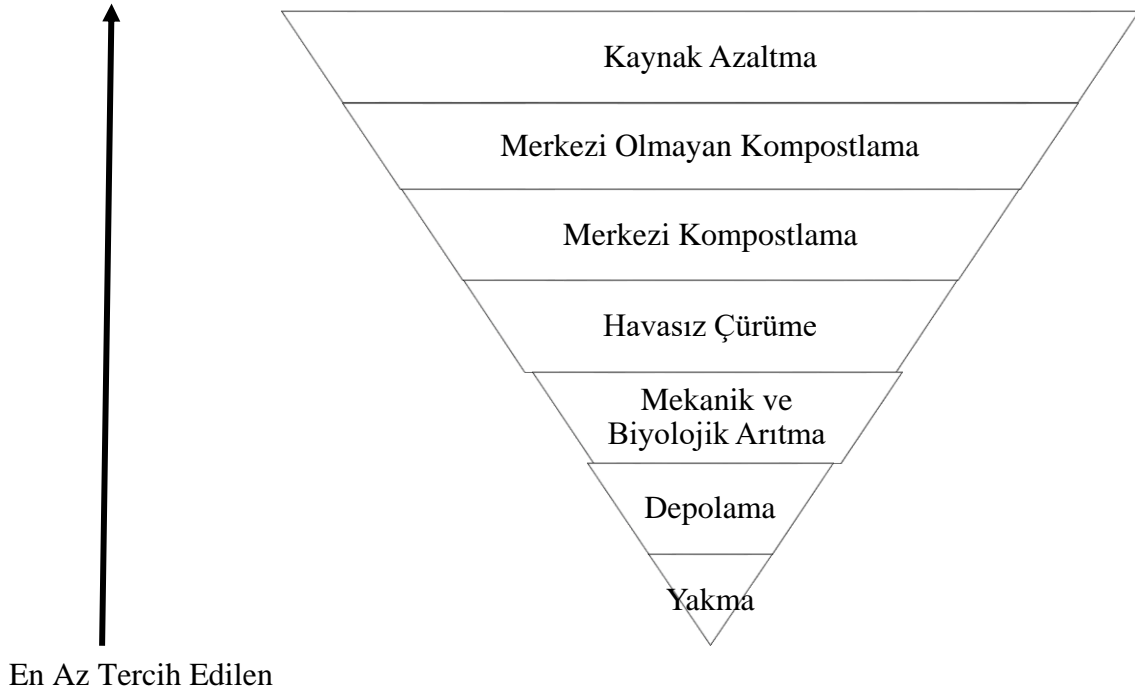 Kaynak Azaltma
Merkezi Olmayan Kompostlama
Merkezi Kompostlama
Havasız Çürüme
Mekanik ve
Biyolojik Arıtma
Depolama
Yakma
En Az Tercih Edilen